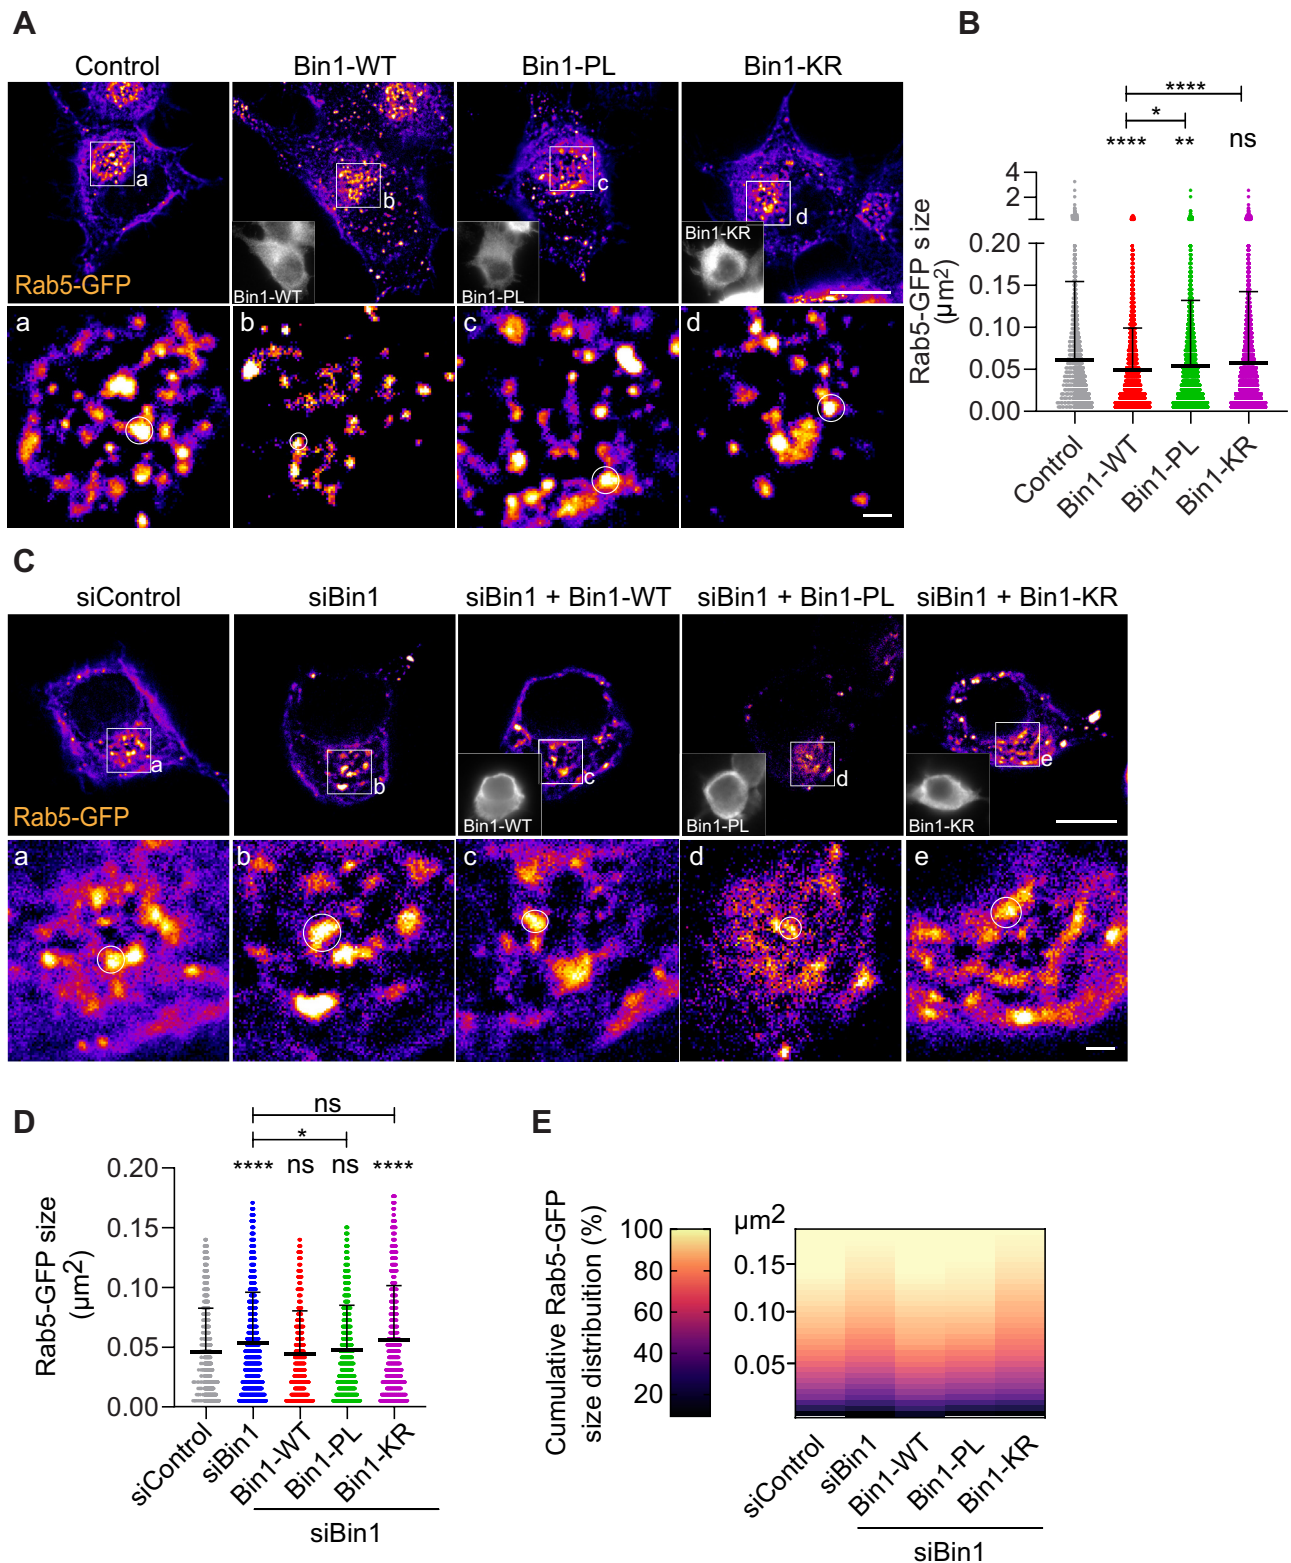 A
Control
Bin1-WT
Bin1-PL
Bin1-KR
a
b
c
d
Rab5-GFP
Bin1-WT
Bin1-PL
Bin1-KR
a
b
c
d
B
****
*
****
**
ns
Rab5-GFP size
(µm²)
4
2
0.20
0.15
0.10
0.05
0.00
Control
Bin1-WT
Bin1-PL
Bin1-KR
C
siControl
siBin1
siBin1 + Bin1-WT
siBin1 + Bin1-PL
siBin1 + Bin1-KR
a
b
c
d
e
Rab5-GFP
Bin1-WT
Bin1-PL
Bin1-KR
a
b
c
d
e
D
ns
*
****
ns
ns
****
Rab5-GFP size
(µm²)
0.20
0.15
0.10
0.05
0.00
siControl
siBin1
Bin1-WT
Bin1-PL
Bin1-KR
siBin1
E
Cumulative Rab5-GFP
size distribuition (%)
100
80
60
40
20
µm²
0.15
0.10
0.05
siControl
siBin1
Bin1-WT
Bin1-PL
Bin1-KR
siBin1